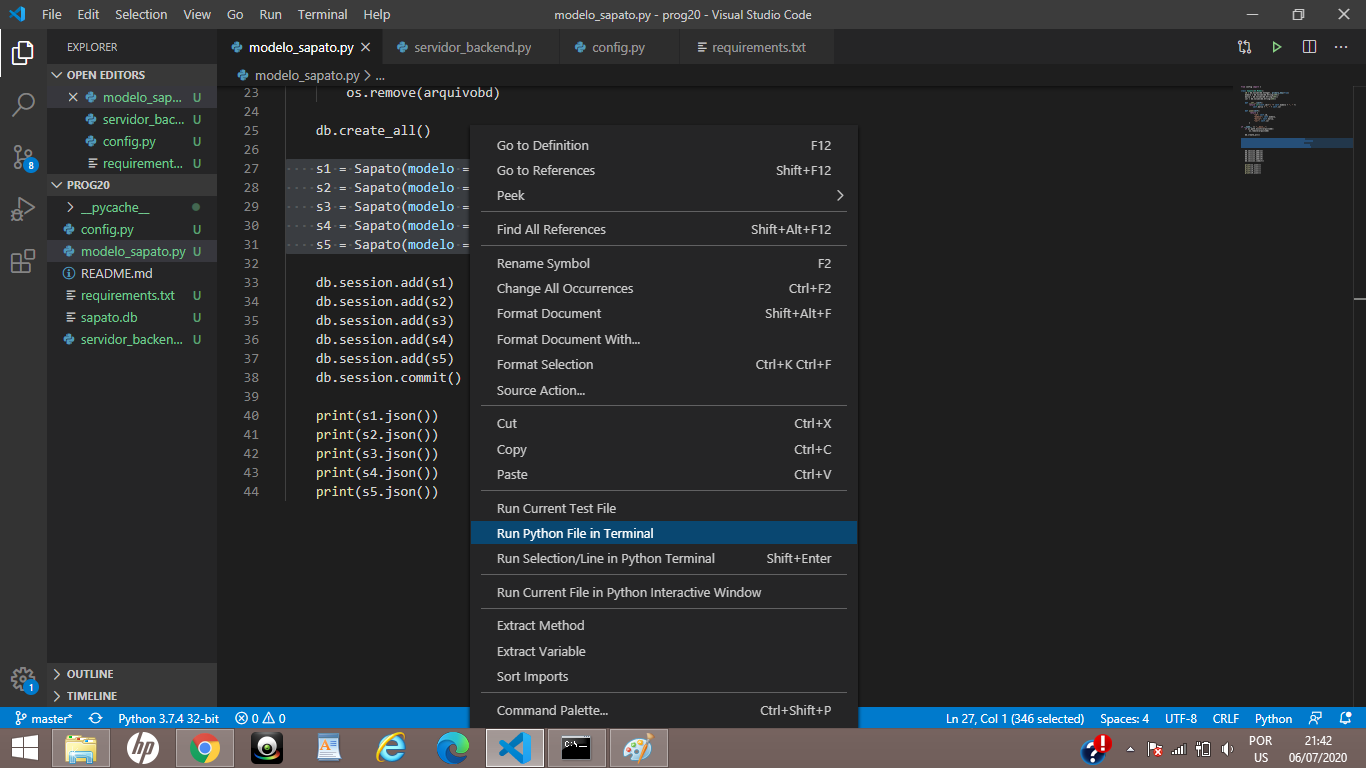 File Edit Selection View Go Run Terminal Help modelo_sapato.py - prog20 - Visual Studio Code
EXPLORER
modelo_sapato.py servidor_backend.py config.py requirements.txt
OPEN EDITORS
modelo_sap... U
servidor_bac... U
config.py U
requirement... U
PROG20
__pycache__
config.py U
modelo_sapato.py U
README.md
requirements.txt U
sapato.db U
servidor_backen... U
OUTLINE
TIMELINE
8
1
modelo_sapato.py > ...
23 os.remove(arquivobd)
24
25 db.create_all()
26
27 s1 = Sapato(modelo =
28 s2 = Sapato(modelo =
29 s3 = Sapato(modelo =
30 s4 = Sapato(modelo =
31 s5 = Sapato(modelo =
32
33 db.session.add(s1)
34 db.session.add(s2)
35 db.session.add(s3)
36 db.session.add(s4)
37 db.session.add(s5)
38 db.session.commit()
39
40 print(s1.json())
41 print(s2.json())
42 print(s3.json())
43 print(s4.json())
44 print(s5.json())
Go to Definition F12
Go to References Shift+F12
Peek
Find All References Shift+Alt+F12
Rename Symbol F2
Change All Occurrences Ctrl+F2
Format Document Shift+Alt+F
Format Document With...
Format Selection Ctrl+K Ctrl+F
Source Action...
Cut Ctrl+X
Copy Ctrl+C
Paste Ctrl+V
Run Current Test File
Run Python File in Terminal
Run Selection/Line in Python Terminal Shift+Enter
Run Current File in Python Interactive Window
Extract Method
Extract Variable
Sort Imports
Command Palette... Ctrl+Shift+P
master* Python 3.7.4 32-bit 0 0 Ln 27, Col 1 (346 selected) Spaces: 4 UTF-8 CRLF Python
hp
C:\
POR 21:42
US 06/07/2020